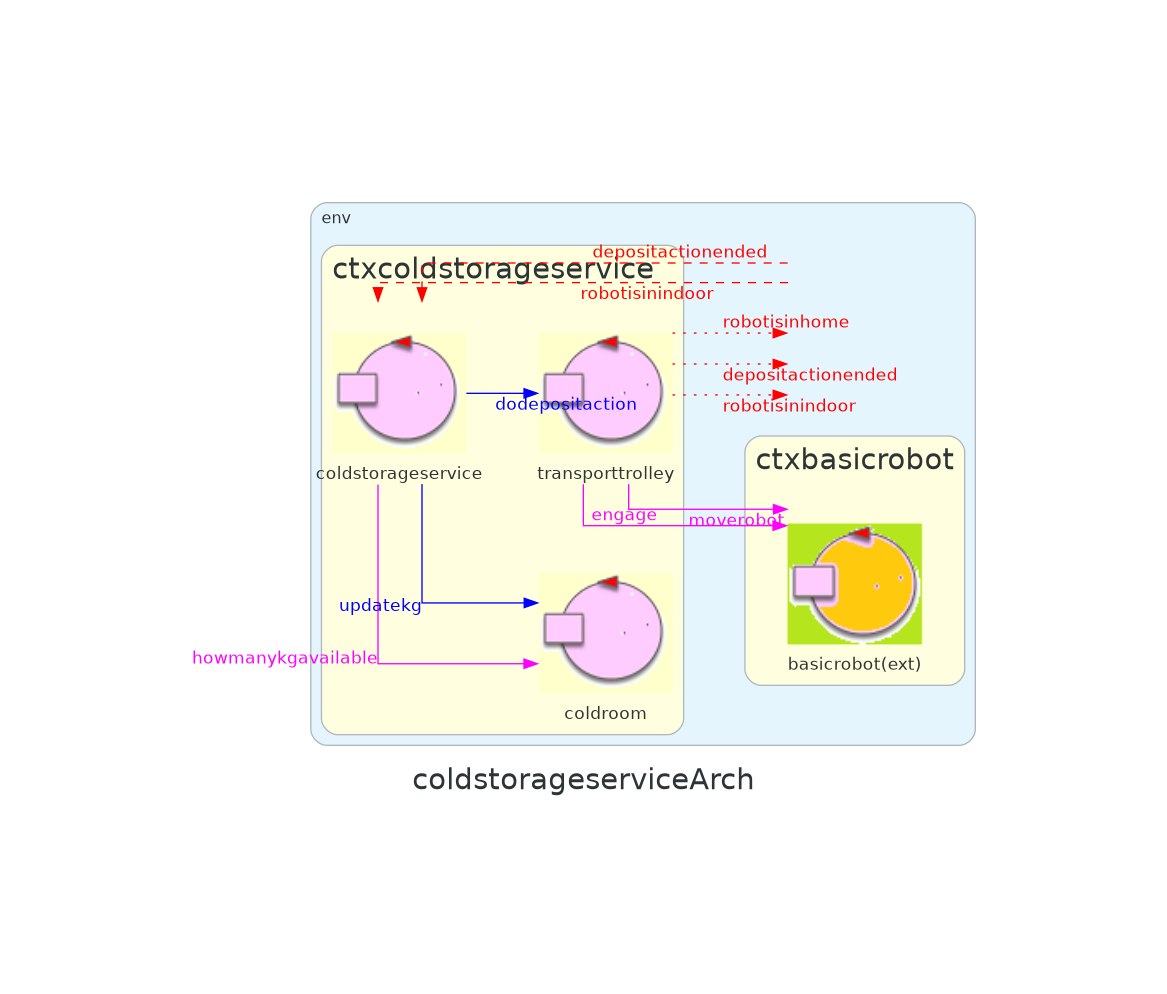 env
depositactionended
ctxcoldstorageservice
robotisinindoor
robotisinhome
depositactionended
dodepositaction
robotisinindoor
ctxbasicrobot
coldstorageservice
transporttrolley
engage
moverobot
updatekg
howmanykgavailable
basicrobot(ext)
coldroom
coldstorageserviceArch